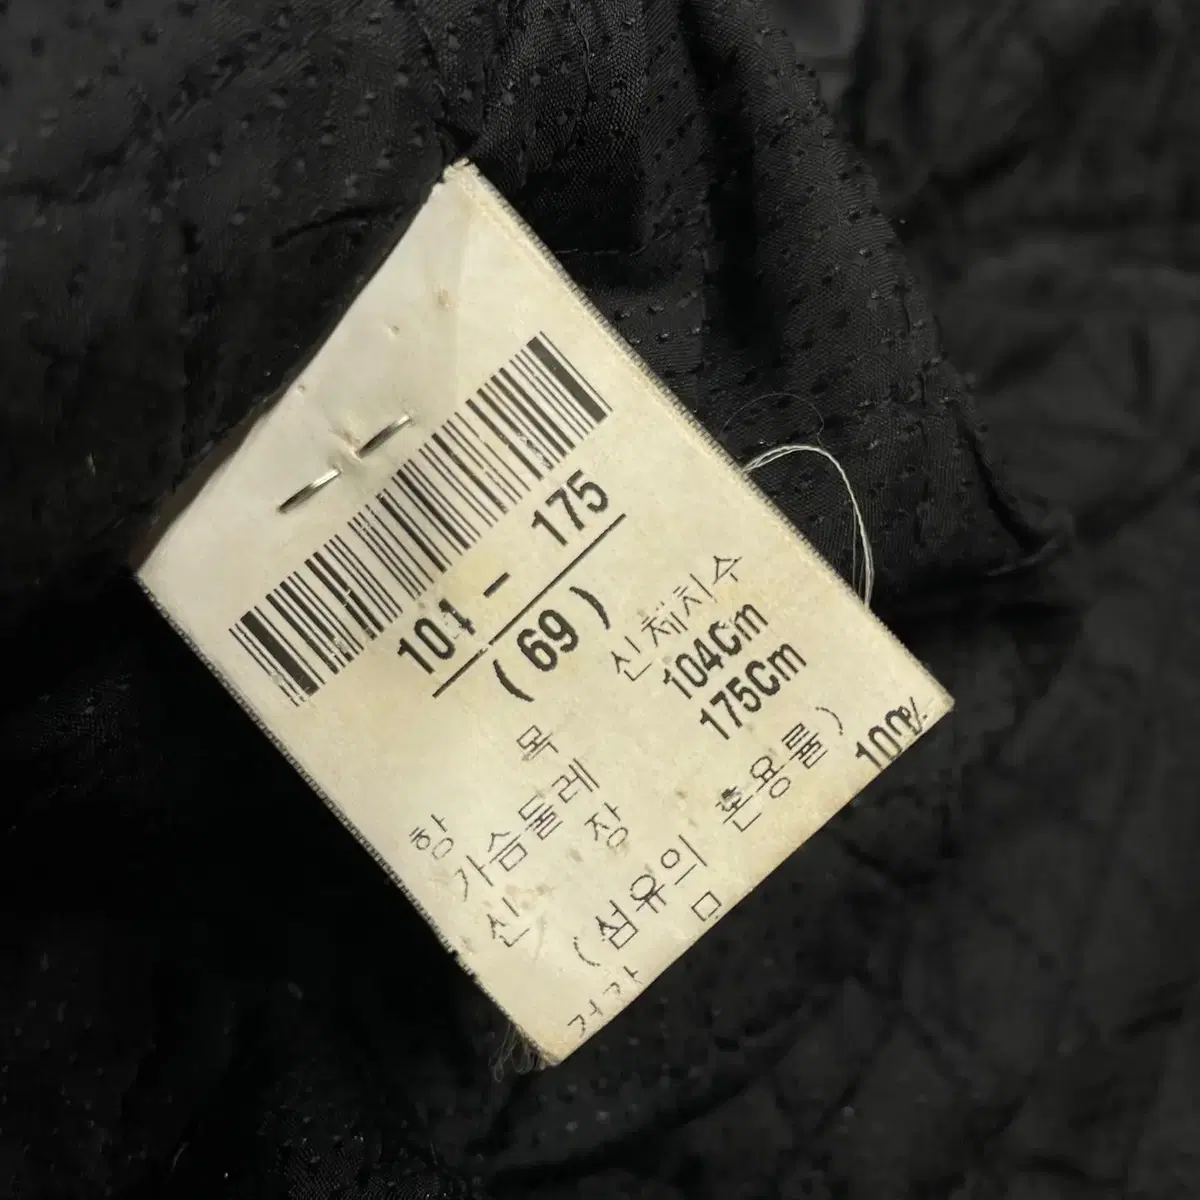 104 - 175
( 69 )
항 목 신체치수
가슴둘레 104Cm
신 장 175Cm
(섬유의 혼용률)
100%